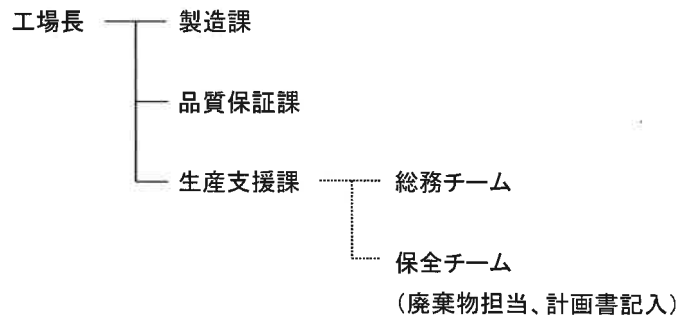 工場長
製造課
品質保証課
生産支援課
総務チーム
保全チーム
（廃棄物担当、計画書記入）